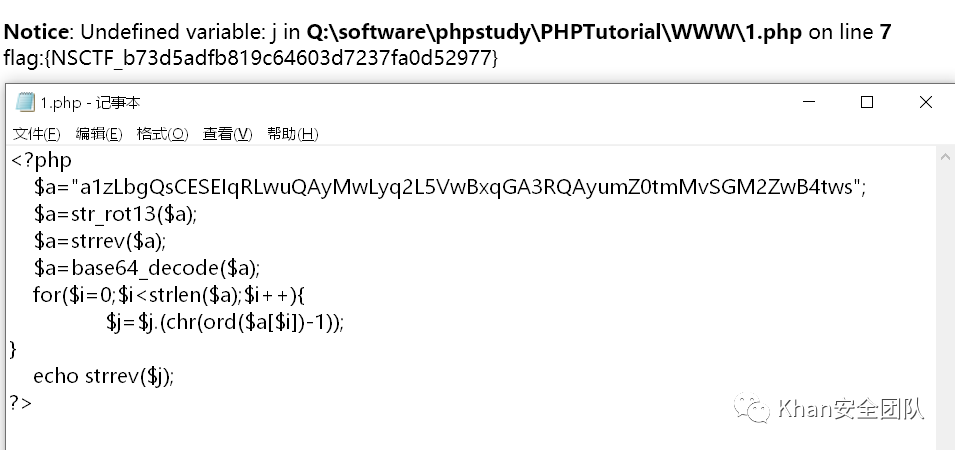 Notice: Undefined variable: j in Q:\software\phpstudy\PHPTutorial\WWW\1.php on line 7
flag:{NSCTF_b73d5adfb819c64603d7237fa0d52977}
1.php - 记事本
文件(F) 编辑(E) 格式(O) 查看(V) 帮助(H)
<?php
$a="a1zLbgQsCESEIqRLwuQAyMwLyq2L5VwBxqGA3RQAyumZ0tmMvSGM2ZwB4tws";
$a=str_rot13($a);
$a=strrev($a);
$a=base64_decode($a);
for($i=0;$i<strlen($a);$i++){
$j=$j.(chr(ord($a[$i])-1));
}
echo strrev($j);
?>
Khan安全团队